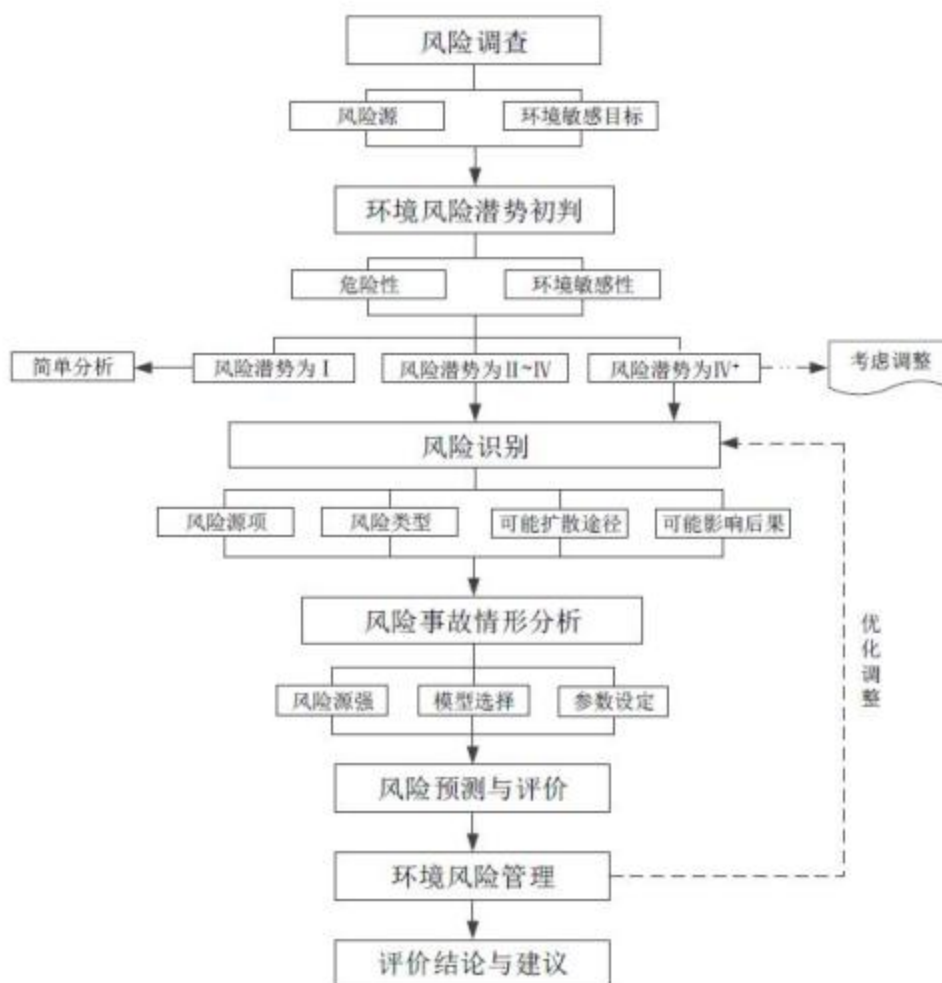 风险调查
风险源
环境敏感目标
环境风险潜势初判
危险性
环境敏感性
简单分析
风险潜势为Ⅰ
风险潜势为Ⅱ~Ⅳ
风险潜势为Ⅳ⁺
考虑调整
风险识别
风险源项
风险类型
可能扩散途径
可能影响后果
风险事故情形分析
优化调整
风险源强
模型选择
参数设定
风险预测与评价
环境风险管理
评价结论与建议